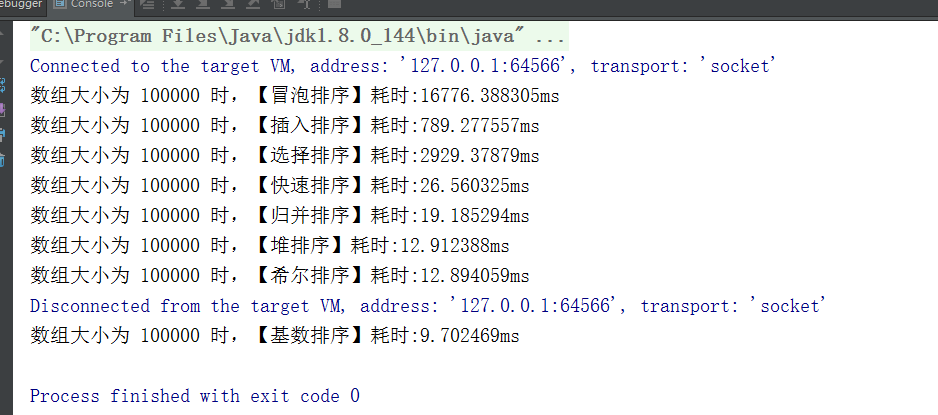 ebugger Console
"C:\Program Files\Java\jdk1.8.0_144\bin\java" ...
Connected to the target VM, address: '127.0.0.1:64566', transport: 'socket'
数组大小为 100000 时，【冒泡排序】耗时:16776.388305ms
数组大小为 100000 时，【插入排序】耗时:789.277557ms
数组大小为 100000 时，【选择排序】耗时:2929.37879ms
数组大小为 100000 时，【快速排序】耗时:26.560325ms
数组大小为 100000 时，【归并排序】耗时:19.185294ms
数组大小为 100000 时，【堆排序】耗时:12.912388ms
数组大小为 100000 时，【希尔排序】耗时:12.894059ms
Disconnected from the target VM, address: '127.0.0.1:64566', transport: 'socket'
数组大小为 100000 时，【基数排序】耗时:9.702469ms
Process finished with exit code 0